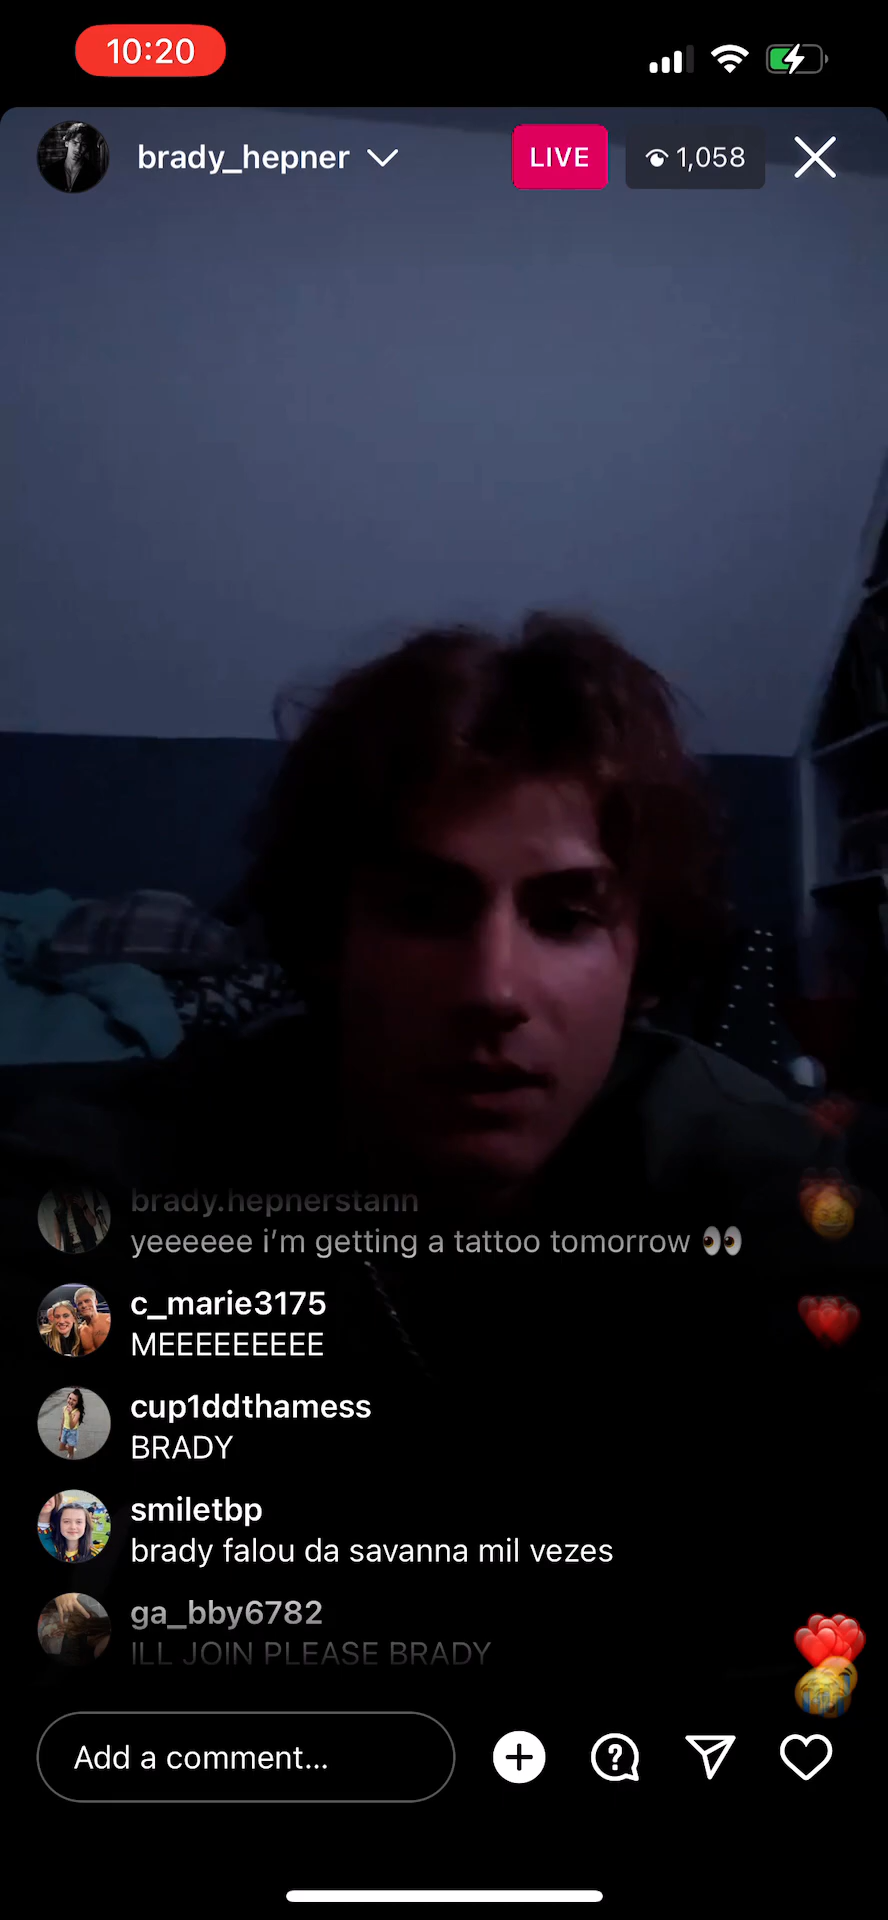 10:20
brady_hepner
LIVE
1,058
brady.hepnerstann
yeeeeee i’m getting a tattoo tomorrow 👀
c_marie3175
MEEEEEEEEE
cup1ddthamess
BRADY
smiletbp
brady falou da savanna mil vezes
ga_bby6782
ILL JOIN PLEASE BRADY
Add a comment...